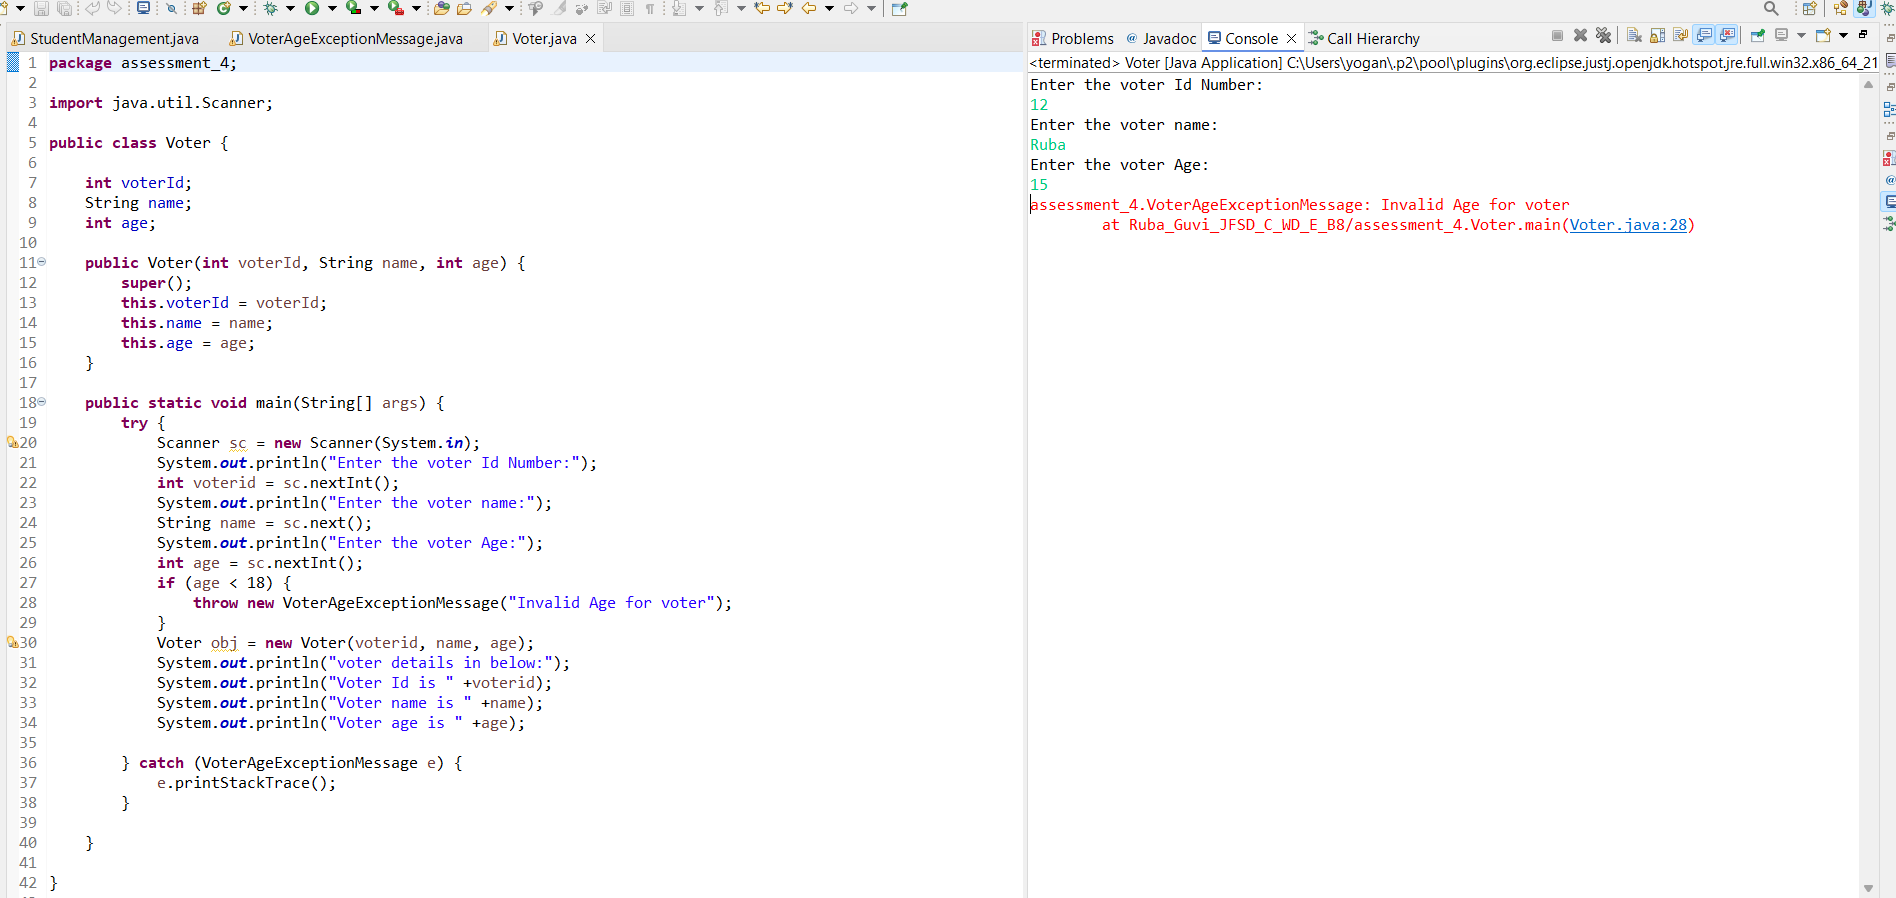 StudentManagement.java
VoterAgeExceptionMessage.java
Voter.java
1 package assessment_4;
2
3 import java.util.Scanner;
4
5 public class Voter {
6
7     int voterId;
8     String name;
9     int age;
10
11     public Voter(int voterId, String name, int age) {
12         super();
13         this.voterId = voterId;
14         this.name = name;
15         this.age = age;
16     }
17
18     public static void main(String[] args) {
19         try {
20             Scanner sc = new Scanner(System.in);
21             System.out.println("Enter the voter Id Number:");
22             int voterid = sc.nextInt();
23             System.out.println("Enter the voter name:");
24             String name = sc.next();
25             System.out.println("Enter the voter Age:");
26             int age = sc.nextInt();
27             if (age < 18) {
28                 throw new VoterAgeExceptionMessage("Invalid Age for voter");
29             }
30             Voter obj = new Voter(voterid, name, age);
31             System.out.println("voter details in below:");
32             System.out.println("Voter Id is " +voterid);
33             System.out.println("Voter name is " +name);
34             System.out.println("Voter age is " +age);
35
36         } catch (VoterAgeExceptionMessage e) {
37             e.printStackTrace();
38         }
39
40     }
41
42 }
Problems
@ Javadoc
Console
Call Hierarchy
<terminated> Voter [Java Application] C:\Users\yogan\.p2\pool\plugins\org.eclipse.justj.openjdk.hotspot.jre.full.win32.x86_64_21
Enter the voter Id Number:
12
Enter the voter name:
Ruba
Enter the voter Age:
15
assessment_4.VoterAgeExceptionMessage: Invalid Age for voter
        at Ruba_Guvi_JFSD_C_WD_E_B8/assessment_4.Voter.main(Voter.java:28)